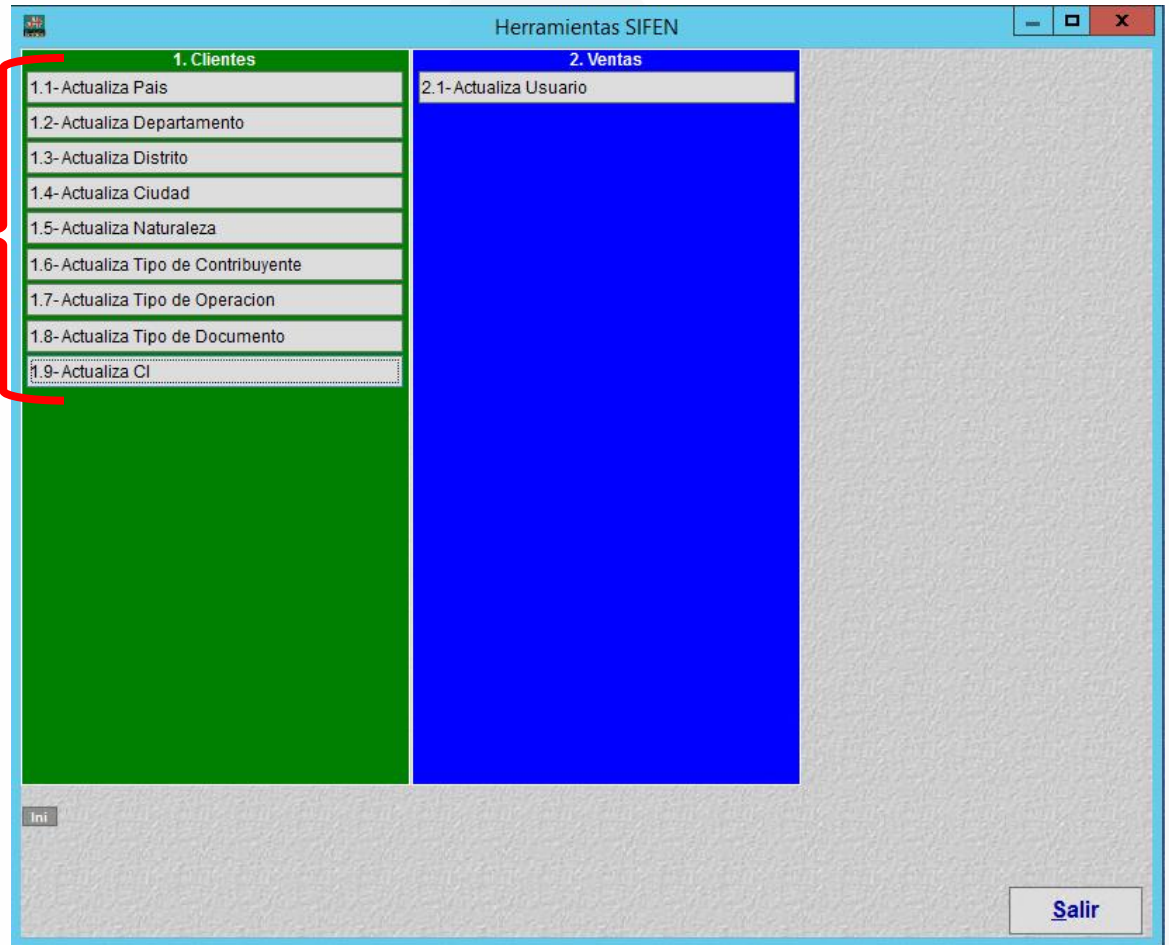 Herramientas SIFEN
1. Clientes
1.1- Actualiza Pais
1.2- Actualiza Departamento
1.3- Actualiza Distrito
1.4- Actualiza Ciudad
1.5- Actualiza Naturaleza
1.6- Actualiza Tipo de Contribuyente
1.7- Actualiza Tipo de Operacion
1.8- Actualiza Tipo de Documento
1.9- Actualiza CI
2. Ventas
2.1- Actualiza Usuario
Ini
Salir